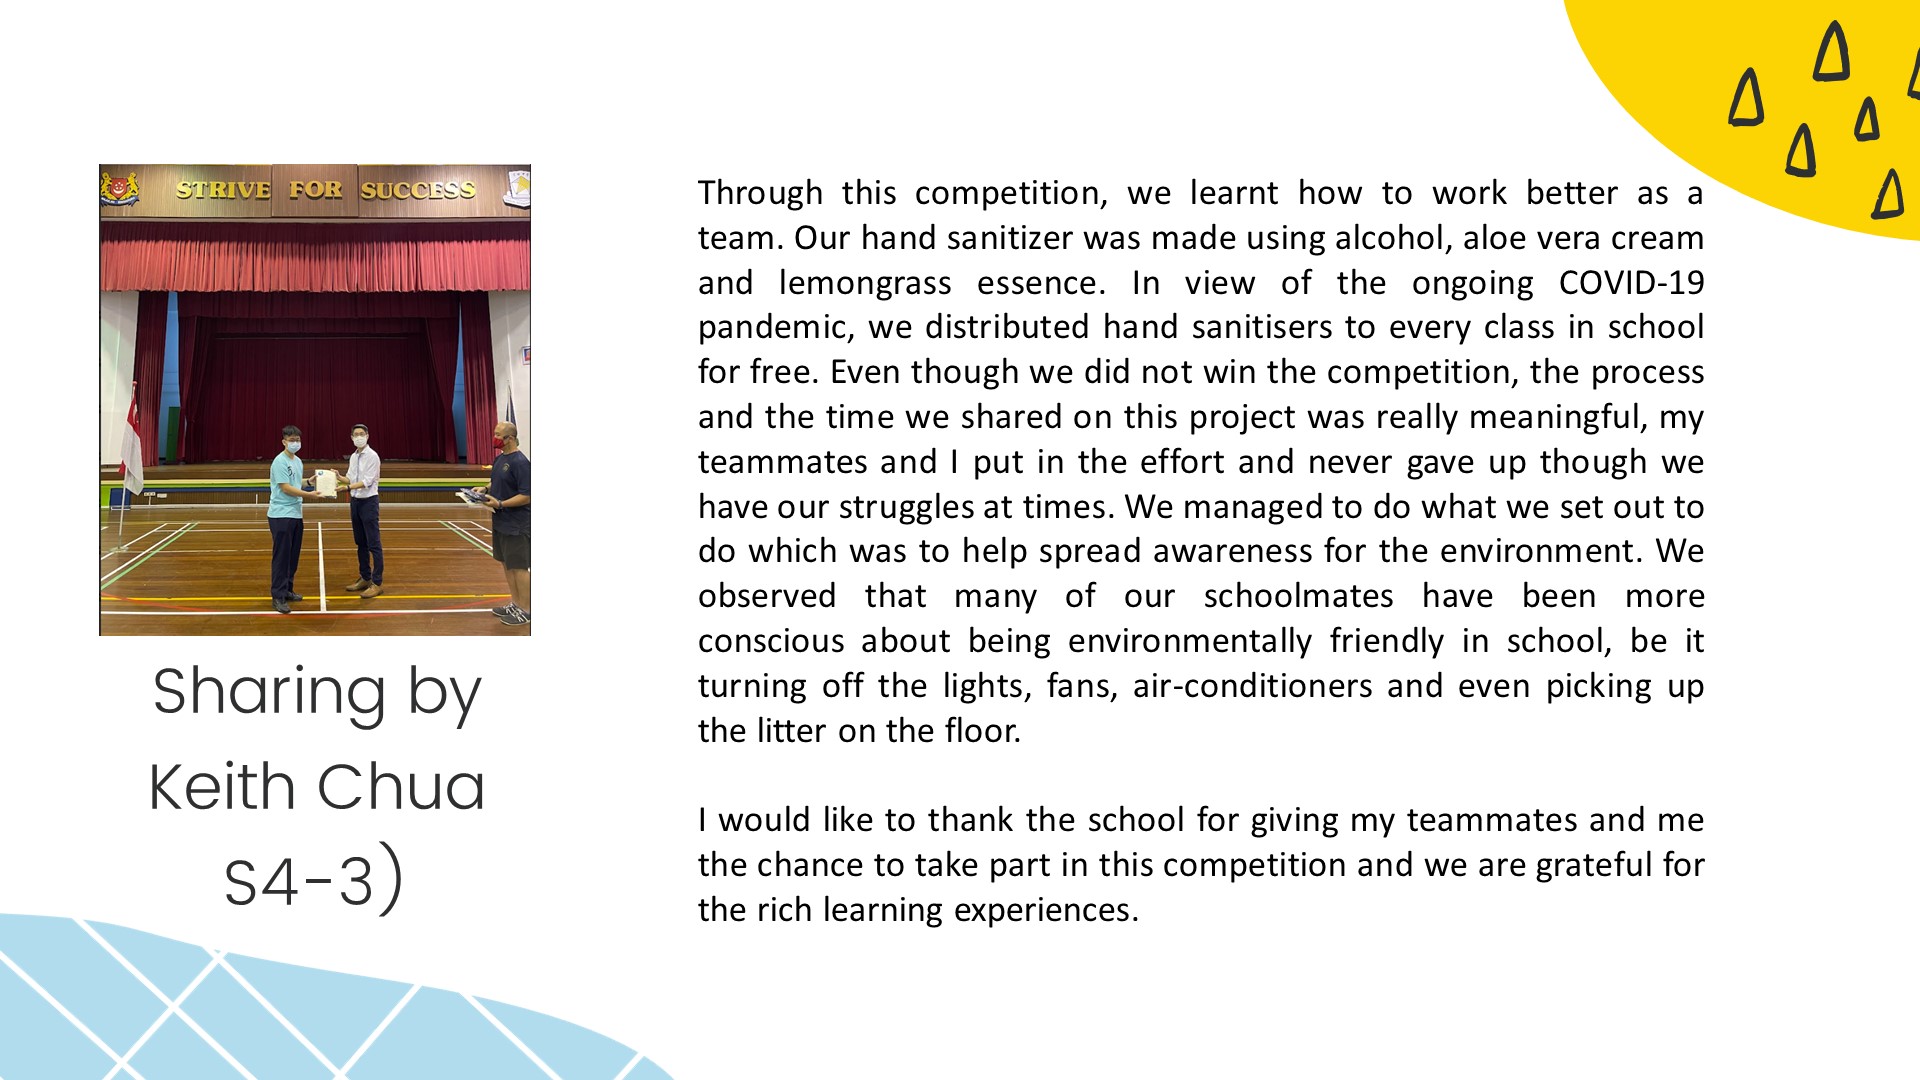 STRIVE FOR SUCCESS
Sharing by
Keith Chua
S4-3)
Through this competition, we learnt how to work better as a
team. Our hand sanitizer was made using alcohol, aloe vera cream
and lemongrass essence. In view of the ongoing COVID-19
pandemic, we distributed hand sanitisers to every class in school
for free. Even though we did not win the competition, the process
and the time we shared on this project was really meaningful, my
teammates and I put in the effort and never gave up though we
have our struggles at times. We managed to do what we set out to
do which was to help spread awareness for the environment. We
observed that many of our schoolmates have been more
conscious about being environmentally friendly in school, be it
turning off the lights, fans, air-conditioners and even picking up
the litter on the floor.
I would like to thank the school for giving my teammates and me
the chance to take part in this competition and we are grateful for
the rich learning experiences.